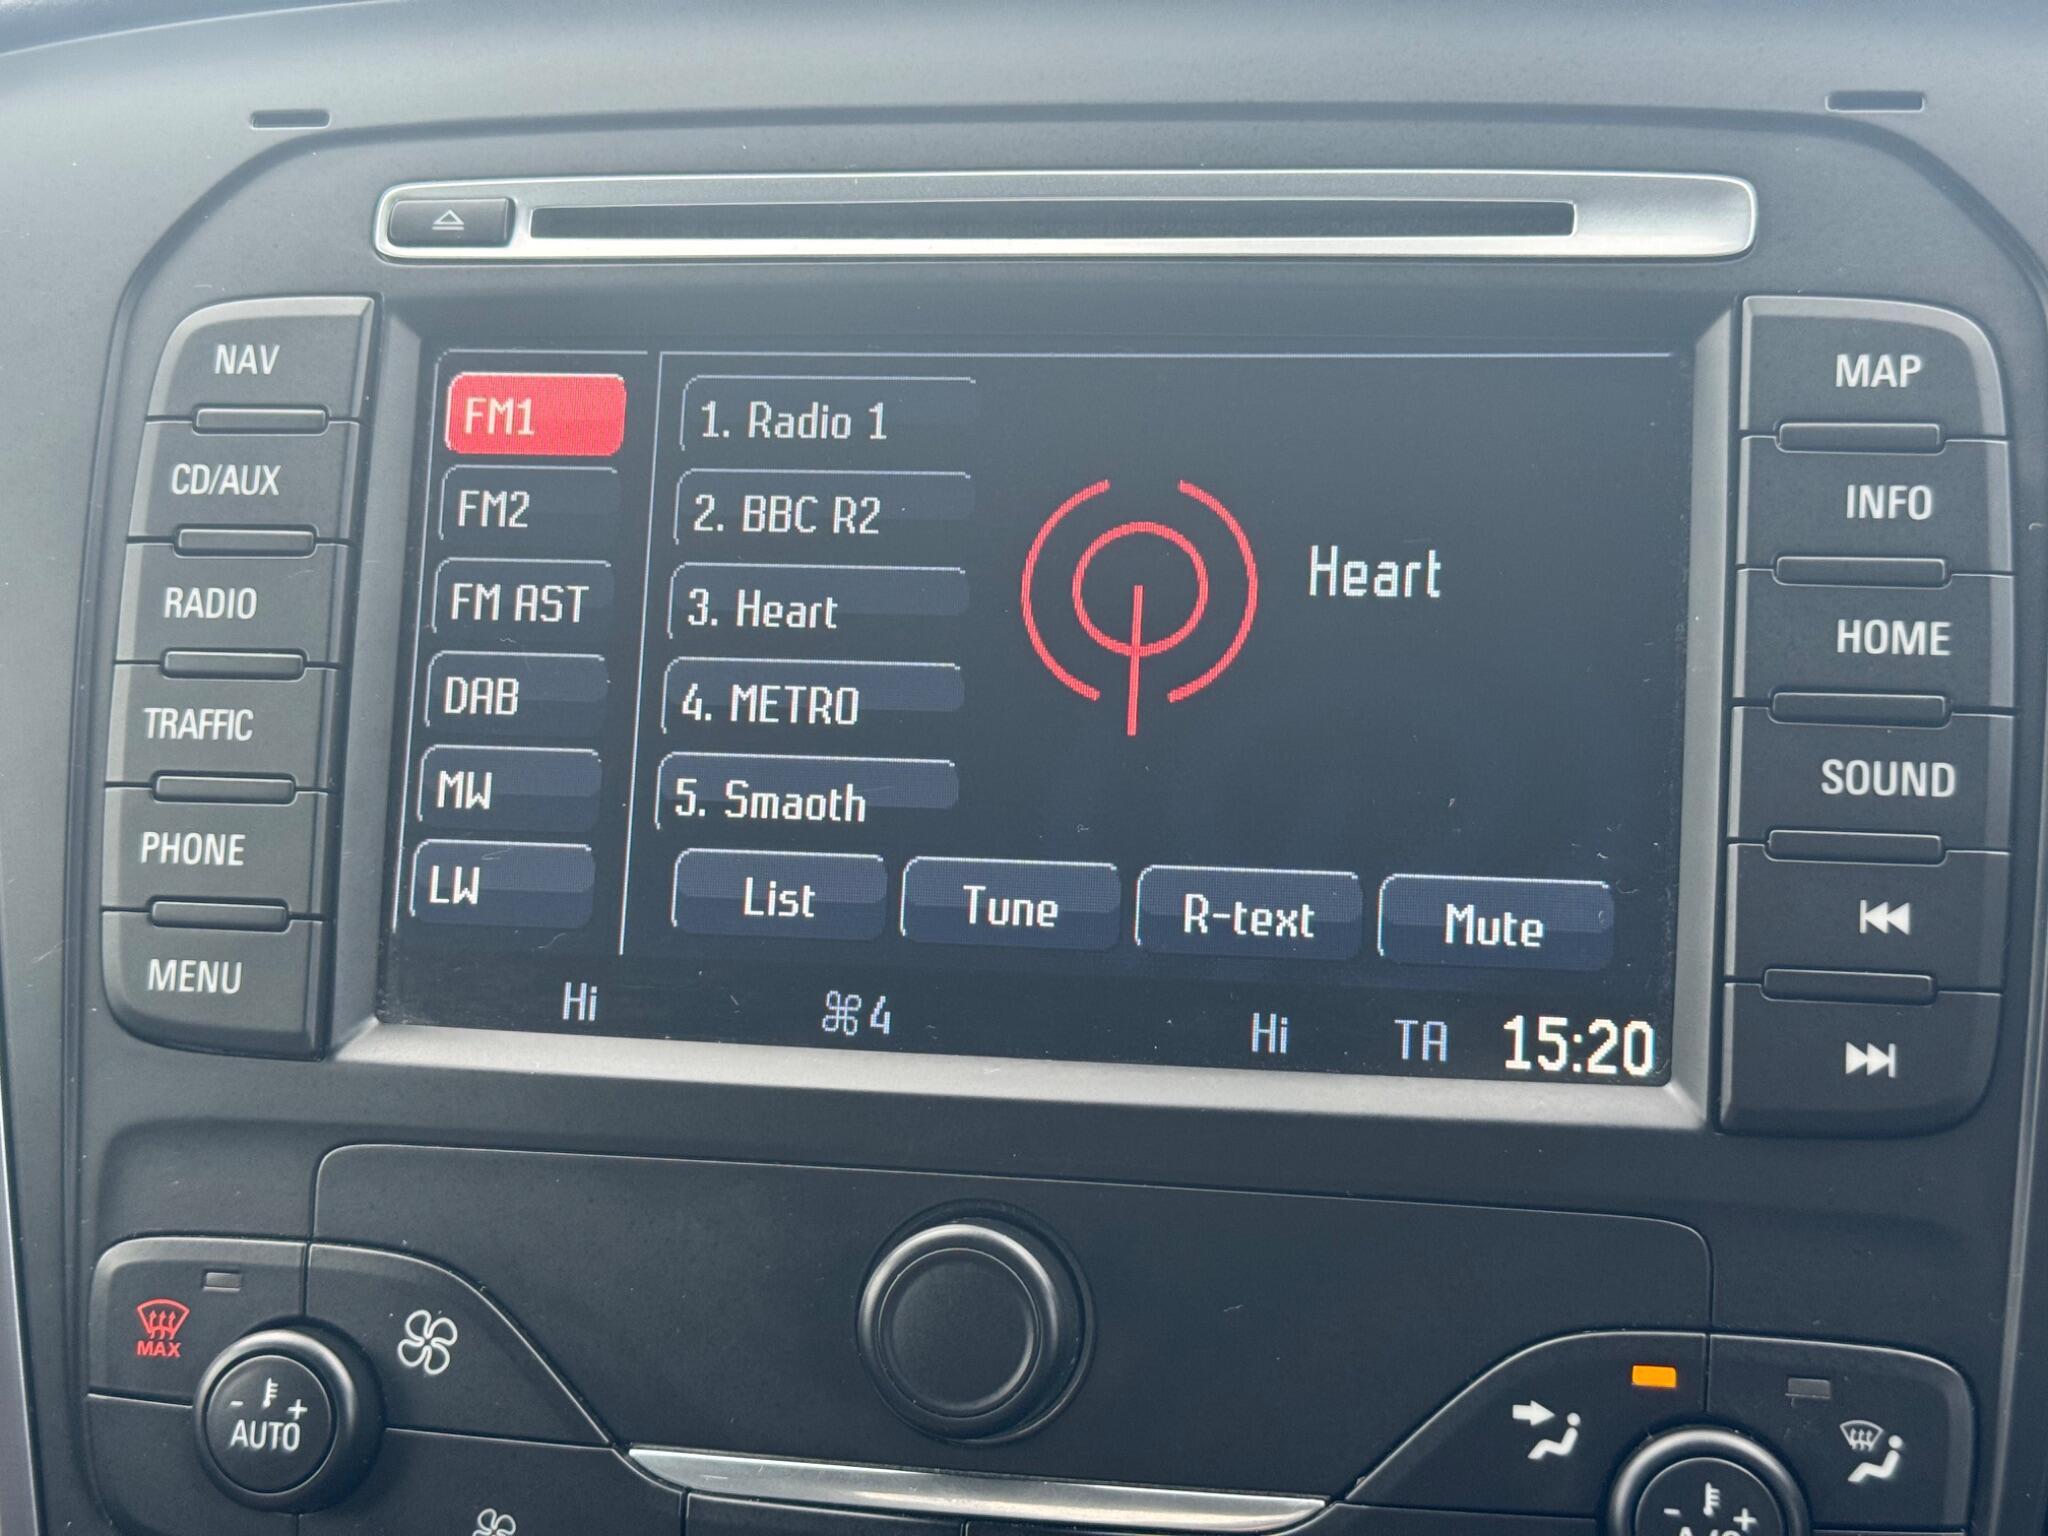 NAV
CD/AUX
RADIO
TRAFFIC
PHONE
MENU
FM1
FM2
FM AST
DAB
MW
LW
1. Radio 1
2. BBC R2
3. Heart
4. METRO
5. Smaoth
Heart
List
Tune
R-text
Mute
Hi
4
Hi
TA
15:20
MAP
INFO
HOME
SOUND
MAX
- +
AUTO
- +